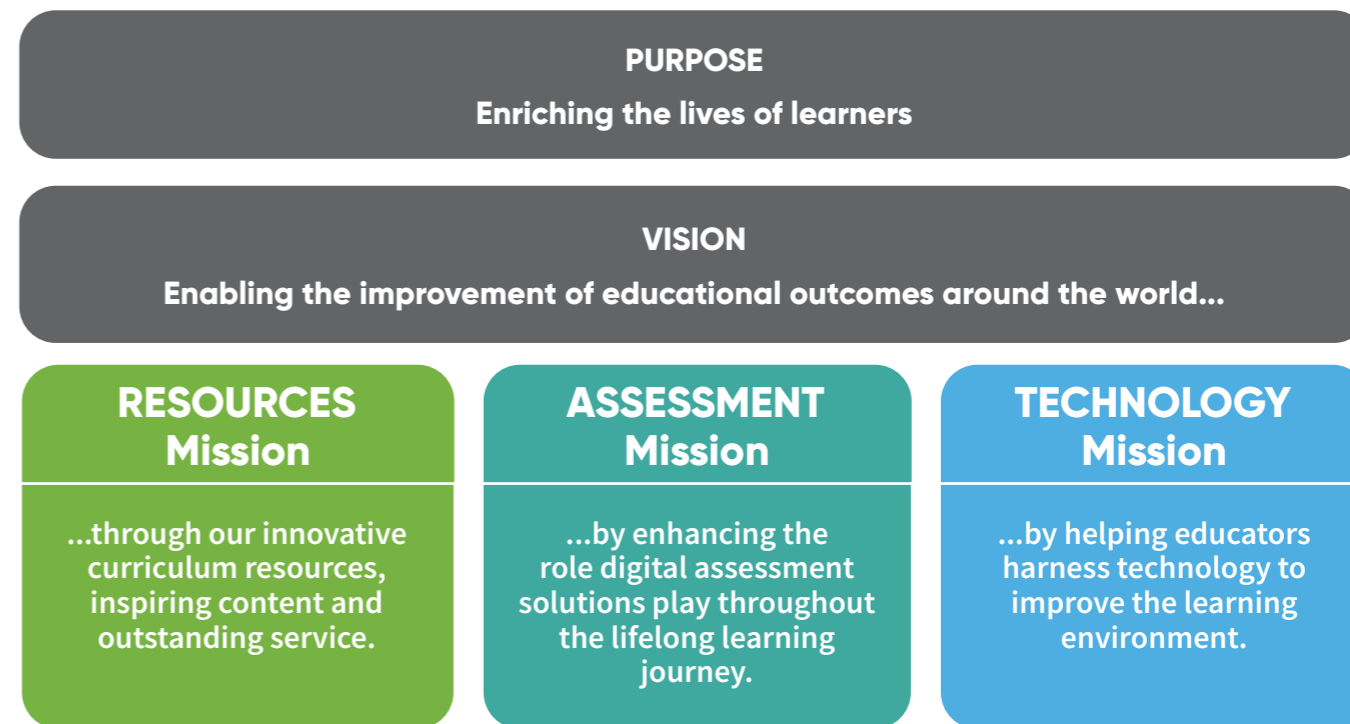 PURPOSE
Enriching the lives of learners
VISION
Enabling the improvement of educational outcomes around the world...
RESOURCES
Mission
...through our innovative
curriculum resources,
inspiring content and
outstanding service.
ASSESSMENT
Mission
...by enhancing the
role digital assessment
solutions play throughout
the lifelong learning
journey.
TECHNOLOGY
Mission
...by helping educators
harness technology to
improve the learning
environment.